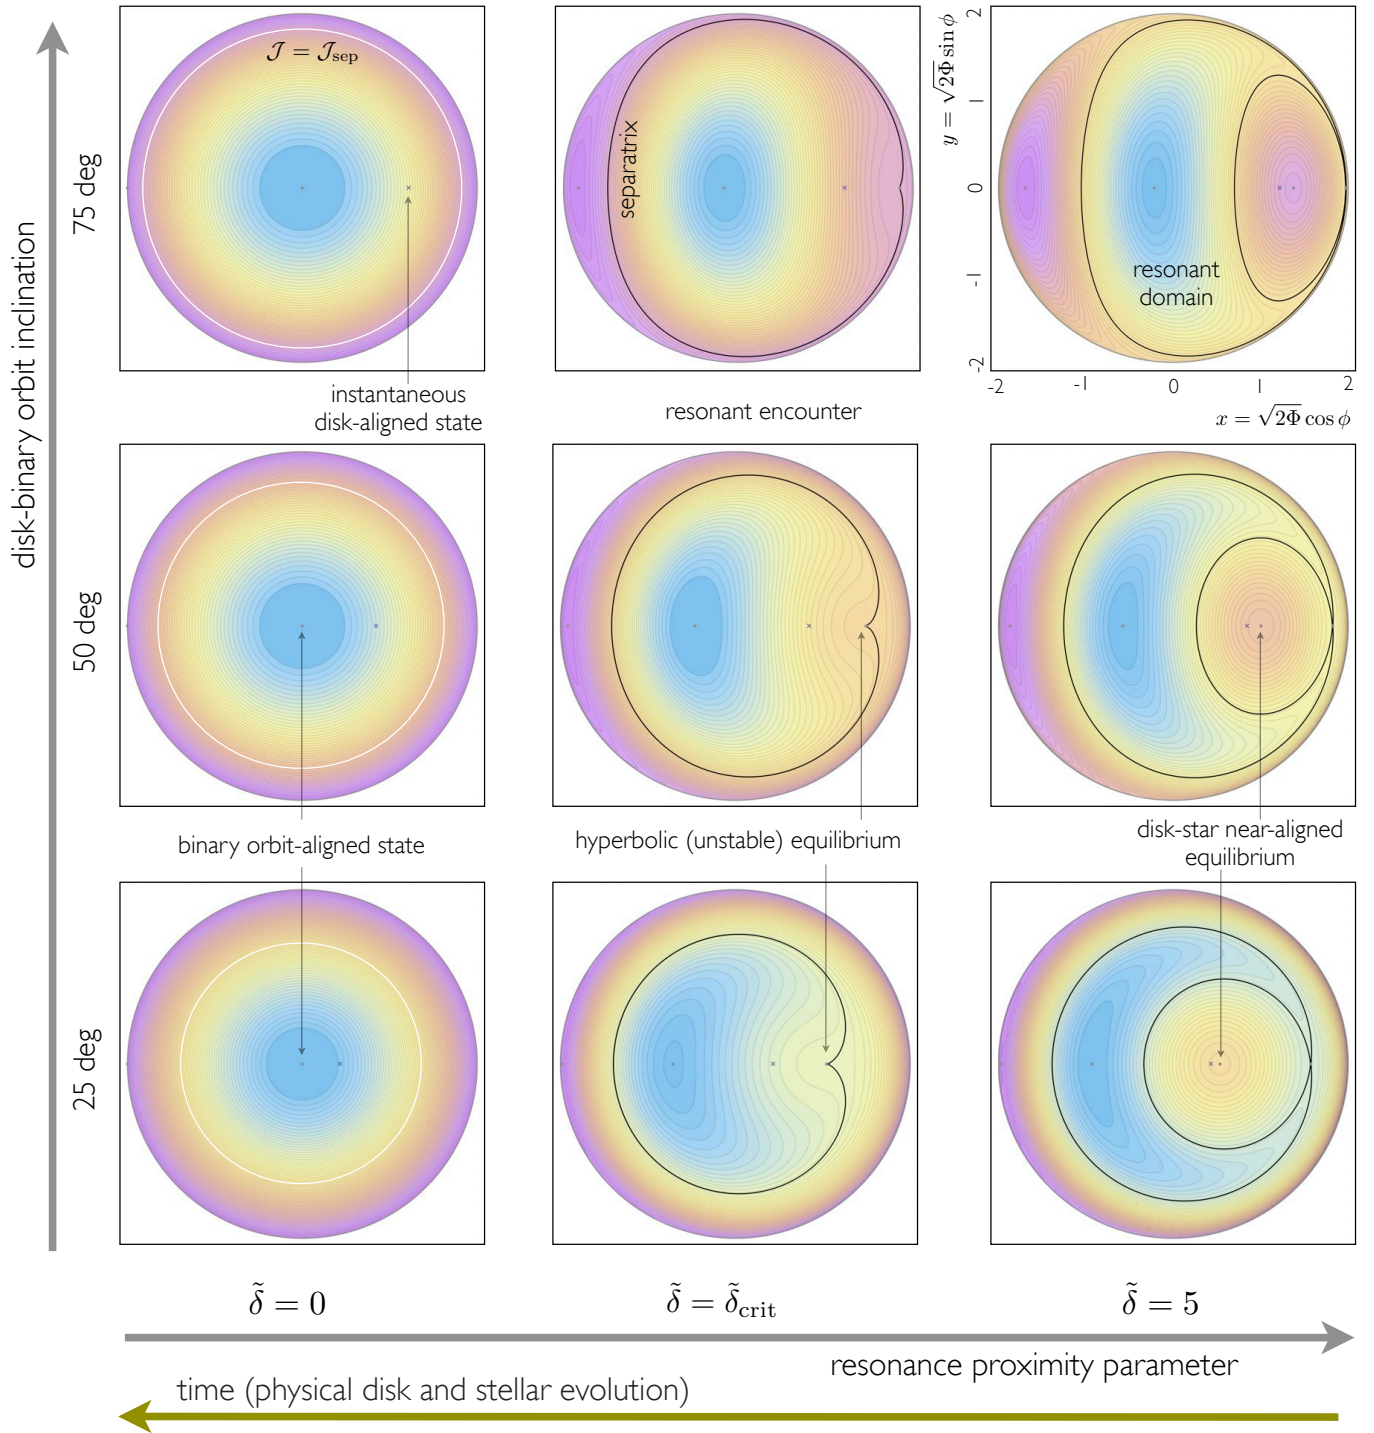 disk-binary orbit inclination
75 deg
50 deg
25 deg
𝒥 = 𝒥sep
separatrix
resonant
domain
y = √2Φ sin ϕ
2
1
0
-1
-2
-2
-1
0
1
2
x = √2Φ cos ϕ
instantaneous
disk-aligned state
resonant encounter
binary orbit-aligned state
hyperbolic (unstable) equilibrium
disk-star near-aligned
equilibrium
δ̃ = 0
δ̃ = δ̃crit
δ̃ = 5
resonance proximity parameter
time (physical disk and stellar evolution)